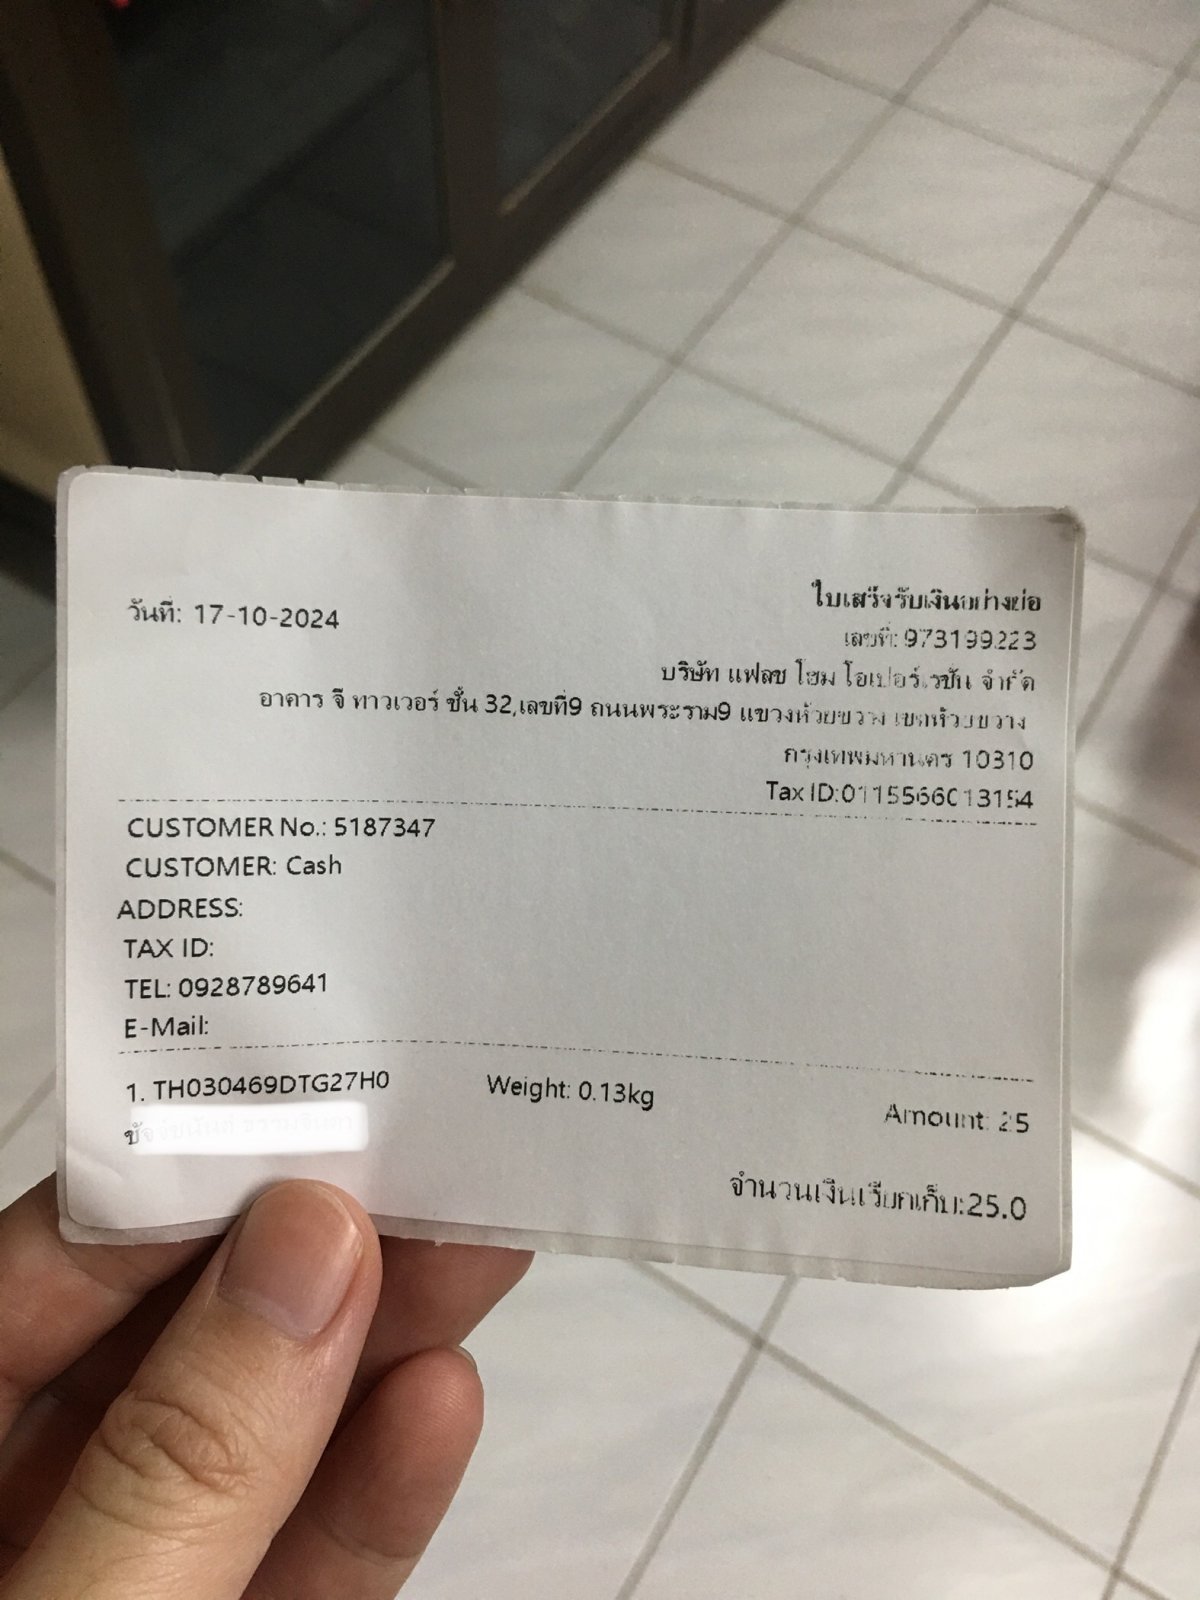 วันที่: 17-10-2024
ใบเสร็จรับเงินอย่างย่อ
เลขที่: 973199223
บริษัท แฟลช โฮม โอเปอร์เรชั่น จำกัด
อาคาร จี ทาวเวอร์ ชั้น 32,เลขที่9 ถนนพระราม9 แขวงห้วยขวาง เขตห้วยขวาง
กรุงเทพมหานคร 10310
Tax ID:0115566013154
CUSTOMER No.: 5187347
CUSTOMER: Cash
ADDRESS:
TAX ID:
TEL: 0928789641
E-Mail:
1. TH030469DTG27H0 Weight: 0.13kg Amount: 25
จำนวนเงินเรียกเก็บ:25.0